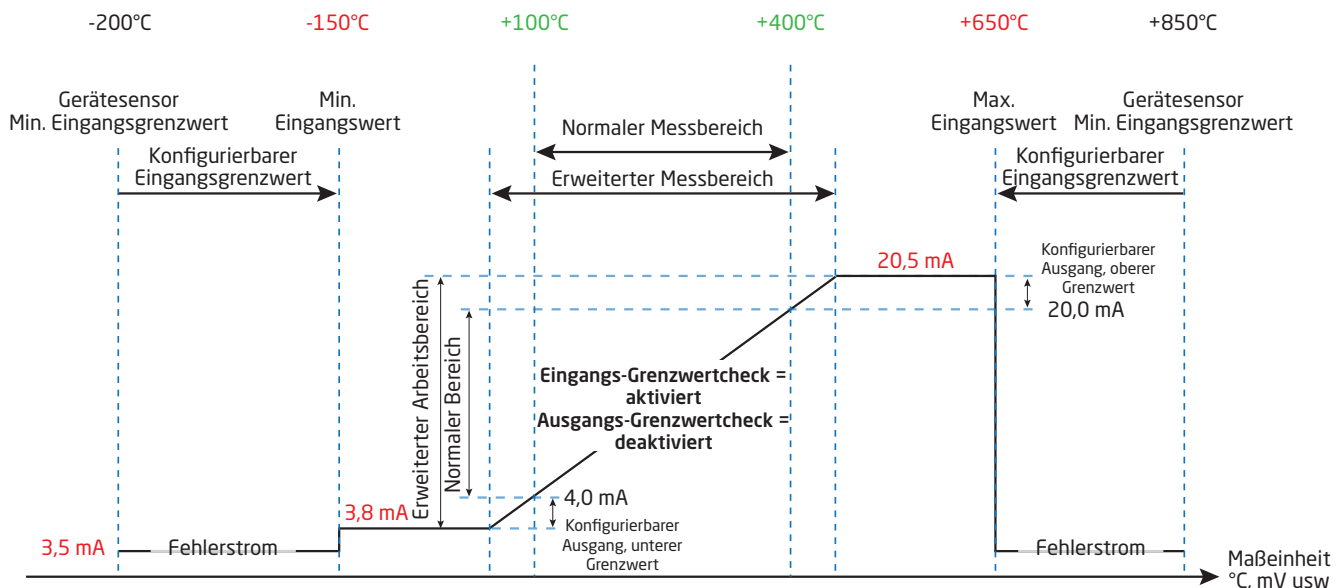 -200°C
-150°C
+100°C
+400°C
+650°C
+850°C
Gerätesensor
Min. Eingangsgrenzwert
Min.
Eingangswert
Max.
Eingangswert
Gerätesensor
Min. Eingangsgrenzwert
Normaler Messbereich
Konfigurierbarer
Eingangsgrenzwert
Erweiterter Messbereich
Konfigurierbarer
Eingangsgrenzwert
20,5 mA
Konfigurierbarer
Ausgang, oberer
Grenzwert
20,0 mA
Erweiterter Arbeitsbereich
Normaler Bereich
Eingangs-Grenzwertcheck =
aktiviert
Ausgangs-Grenzwertcheck =
deaktiviert
4,0 mA
3,8 mA
Konfigurierbarer
Ausgang, unterer
Grenzwert
3,5 mA
Fehlerstrom
Fehlerstrom
Maßeinheit
°C, mV usw